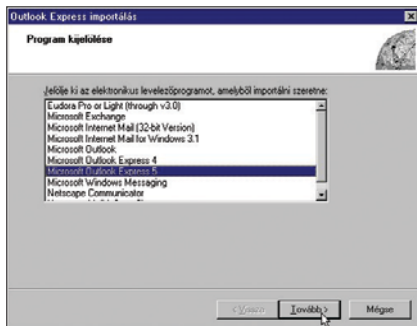 Outlook Express importálás
Program kijelölése
Jelölje ki az elektronikus levelezőprogramot, amelyből importálni szeretne:
Eudora Pro or Light (through v3.0)
Microsoft Exchange
Microsoft Internet Mail (32-bit Version)
Microsoft Internet Mail for Windows 3.1
Microsoft Outlook
Microsoft Outlook Express 4
Microsoft Outlook Express 5
Microsoft Windows Messaging
Netscape Communicator
< Vissza
Tovább >
Mégse